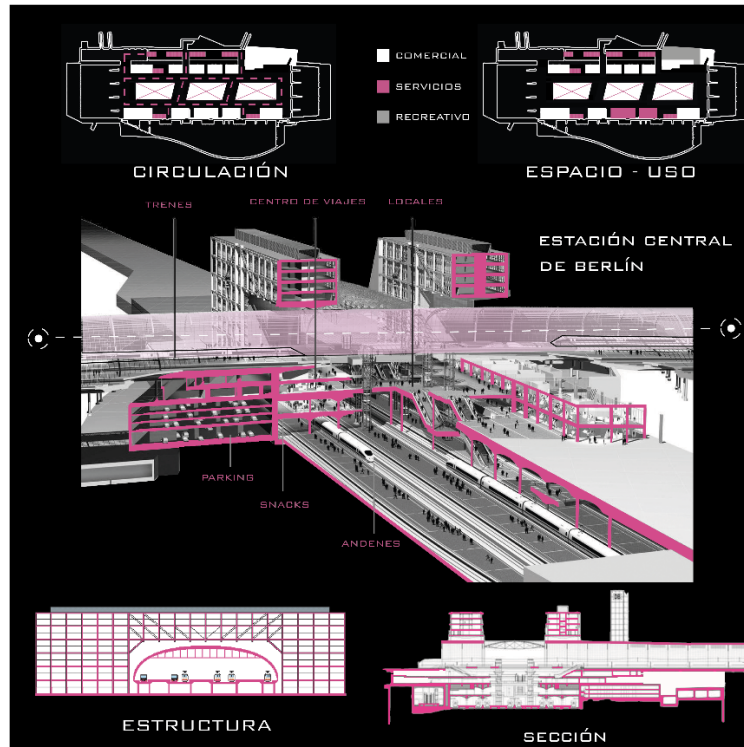 COMERCIAL
SERVICIOS
RECREATIVO
CIRCULACIÓN
ESPACIO - USO
TRENES
CENTRO DE VIAJES
LOCALES
ESTACIÓN CENTRAL
DE BERLÍN
PARKING
SNACKS
ANDENES
ESTRUCTURA
SECCIÓN